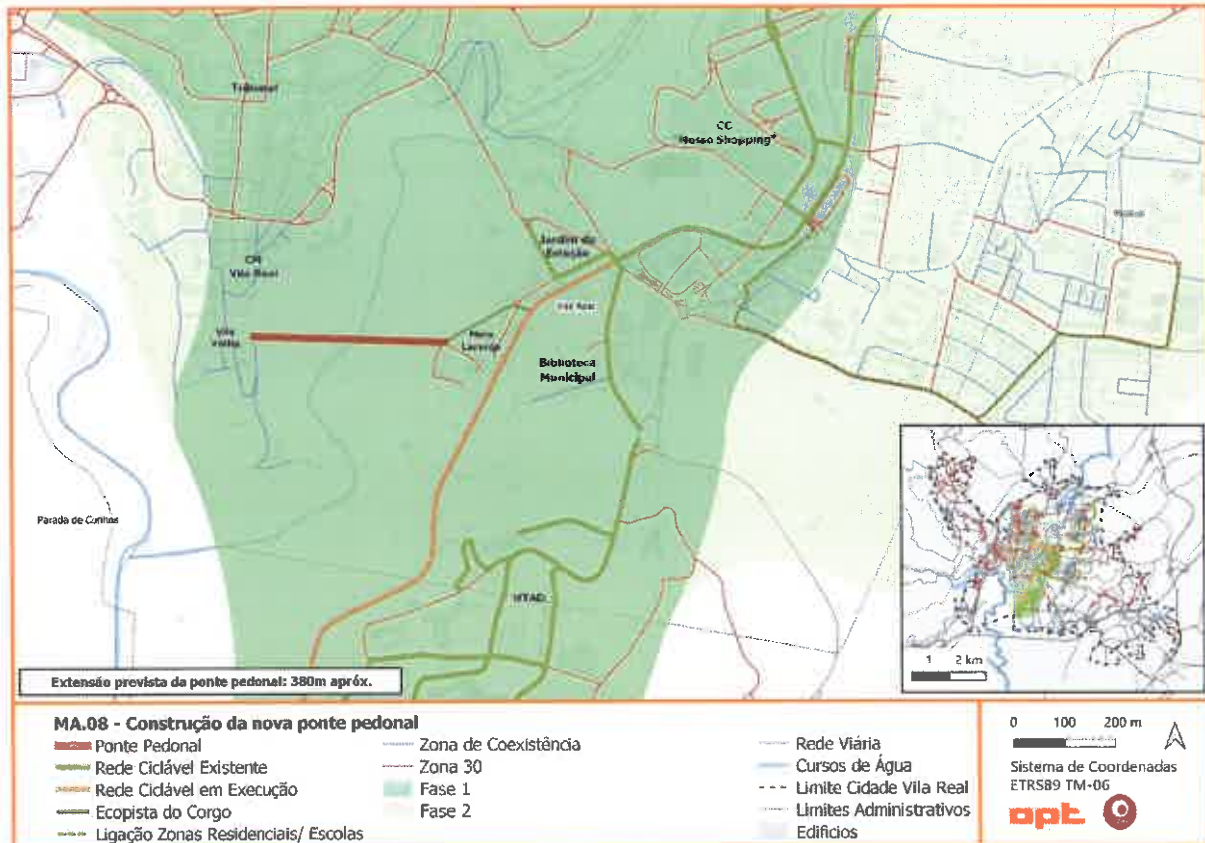 Tribunal
CC
Nosso Shopping
CM
Vila Real
Jardim da
Estação
Vila Real
Vila
Velha
Meia
Laranja
Biblioteca
Municipal
Parada de Cunhos
UTAD
1 2 km
Extensão prevista da ponte pedonal: 380m apróx.
MA.08 - Construção da nova ponte pedonal
Ponte Pedonal
Rede Ciclável Existente
Rede Ciclável em Execução
Ecopista do Corgo
Ligação Zonas Residenciais/ Escolas
Zona de Coexistência
Zona 30
Fase 1
Fase 2
Rede Viária
Cursos de Água
Limite Cidade Vila Real
Limites Administrativos
Edifícios
0 100 200 m
Sistema de Coordenadas
ETRS89 TM-06
opt